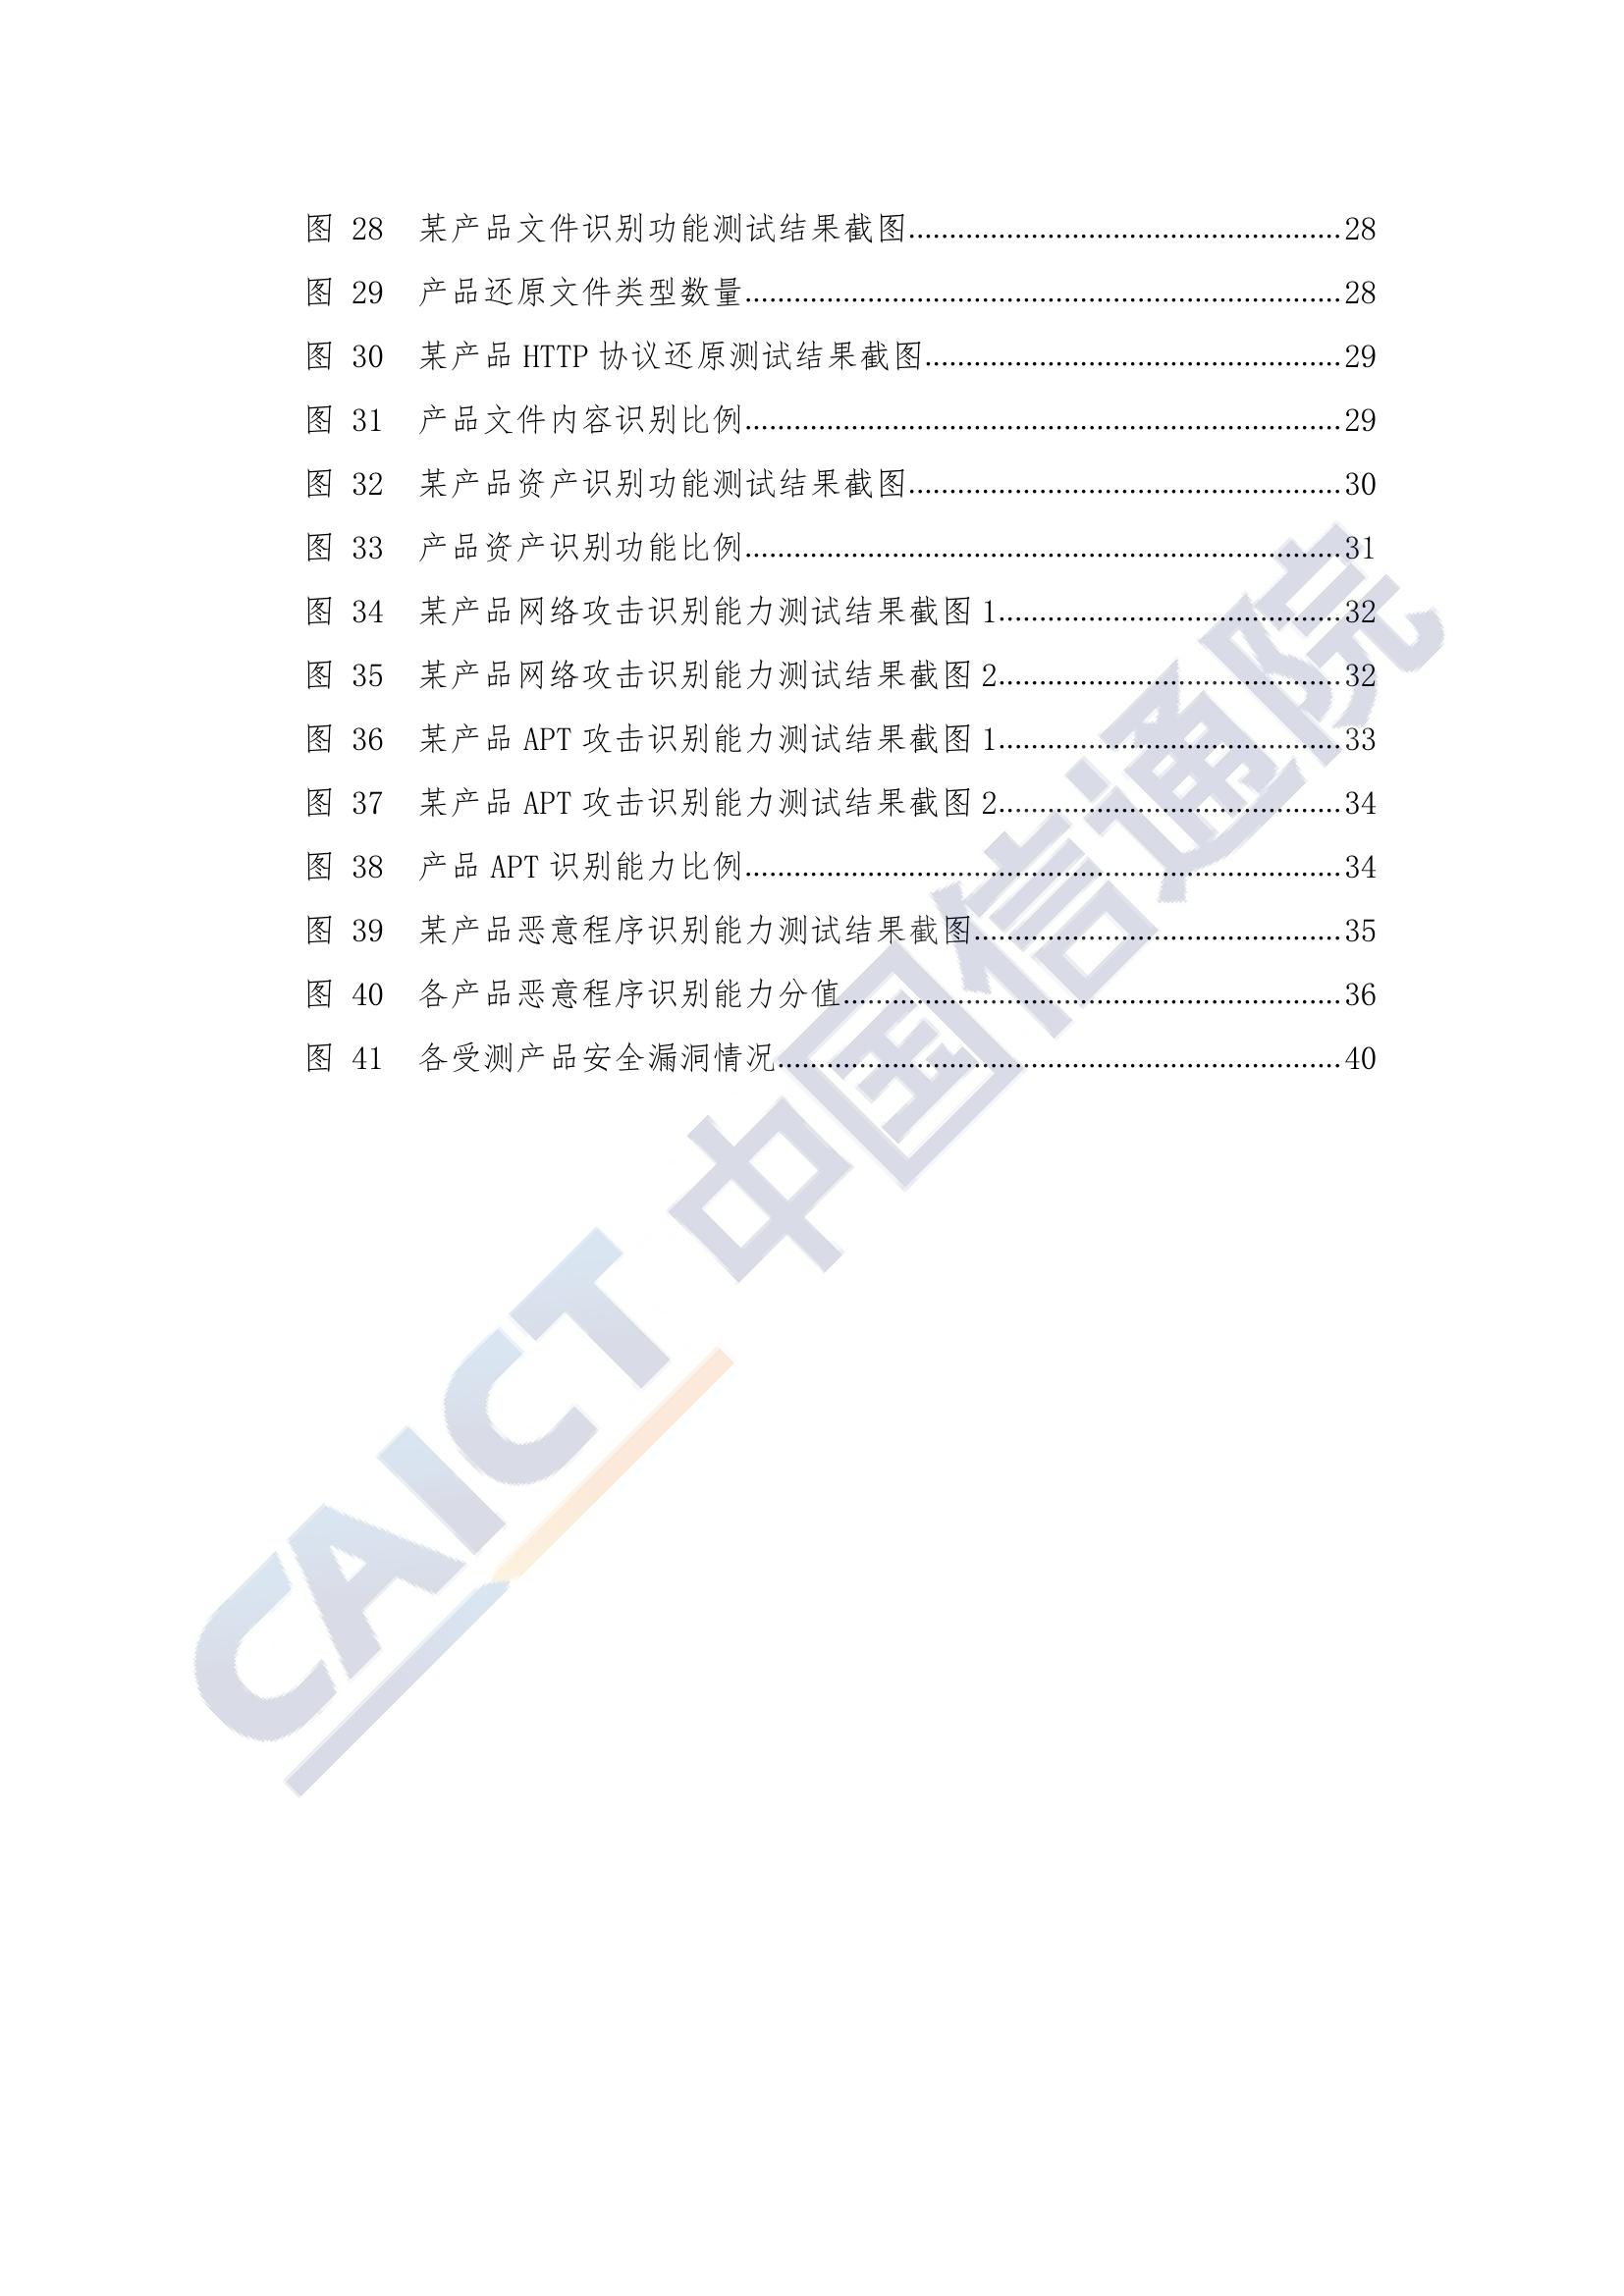 图 28 某产品文件识别功能测试结果截图....................................................28
图 29 产品还原文件类型数量........................................................................28
图 30 某产品 HTTP 协议还原测试结果截图..................................................29
图 31 产品文件内容识别比例........................................................................29
图 32 某产品资产识别功能测试结果截图....................................................30
图 33 产品资产识别功能比例........................................................................31
图 34 某产品网络攻击识别能力测试结果截图 1.........................................32
图 35 某产品网络攻击识别能力测试结果截图 2.........................................32
图 36 某产品 APT 攻击识别能力测试结果截图 1.........................................33
图 37 某产品 APT 攻击识别能力测试结果截图 2.........................................34
图 38 产品 APT 识别能力比例........................................................................34
图 39 某产品恶意程序识别能力测试结果截图............................................35
图 40 各产品恶意程序识别能力分值............................................................36
图 41 各受测产品安全漏洞情况....................................................................40
CAICT 中国信通院